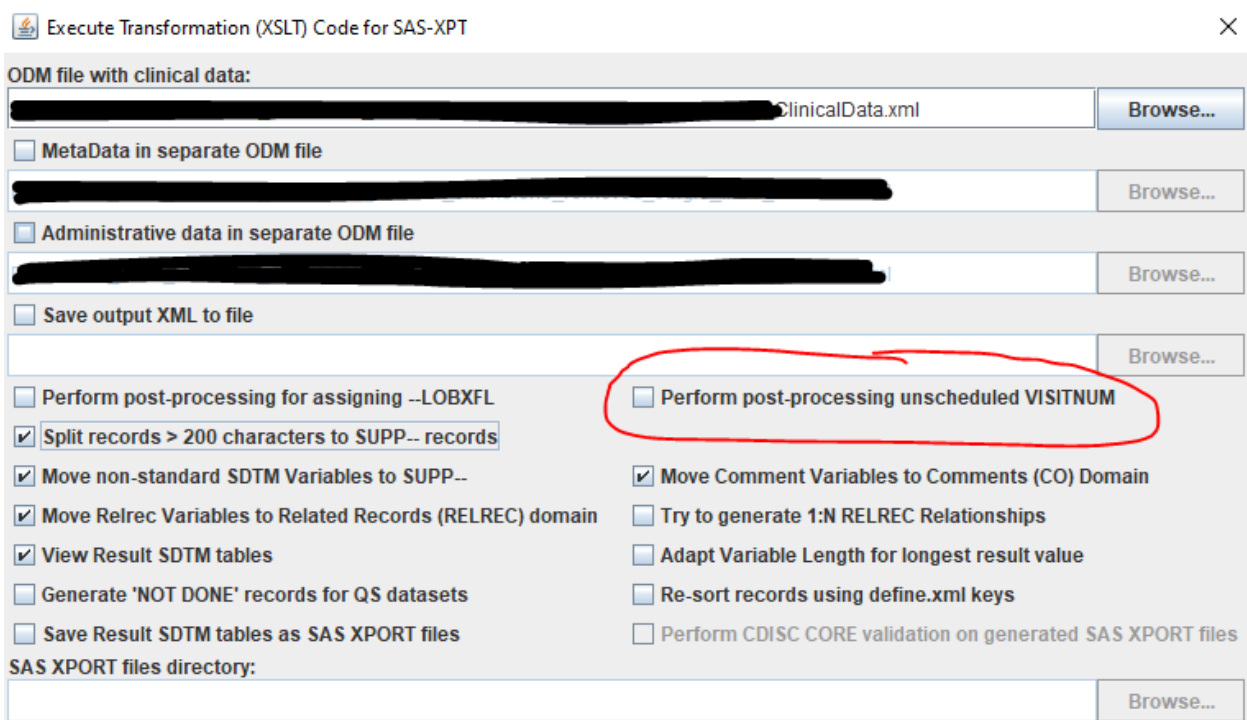 Execute Transformation (XSLT) Code for SAS-XPT
ODM file with clinical data:
ClinicalData.xml Browse...
MetaData in separate ODM file
Browse...
Administrative data in separate ODM file
Browse...
Save output XML to file
Browse...
Perform post-processing for assigning --LOBXFL Perform post-processing unscheduled VISITNUM
Split records > 200 characters to SUPP-- records
Move non-standard SDTM Variables to SUPP-- Move Comment Variables to Comments (CO) Domain
Move Relrec Variables to Related Records (RELREC) domain Try to generate 1:N RELREC Relationships
View Result SDTM tables Adapt Variable Length for longest result value
Generate 'NOT DONE' records for QS datasets Re-sort records using define.xml keys
Save Result SDTM tables as SAS XPORT files Perform CDISC CORE validation on generated SAS XPORT files
SAS XPORT files directory:
Browse...